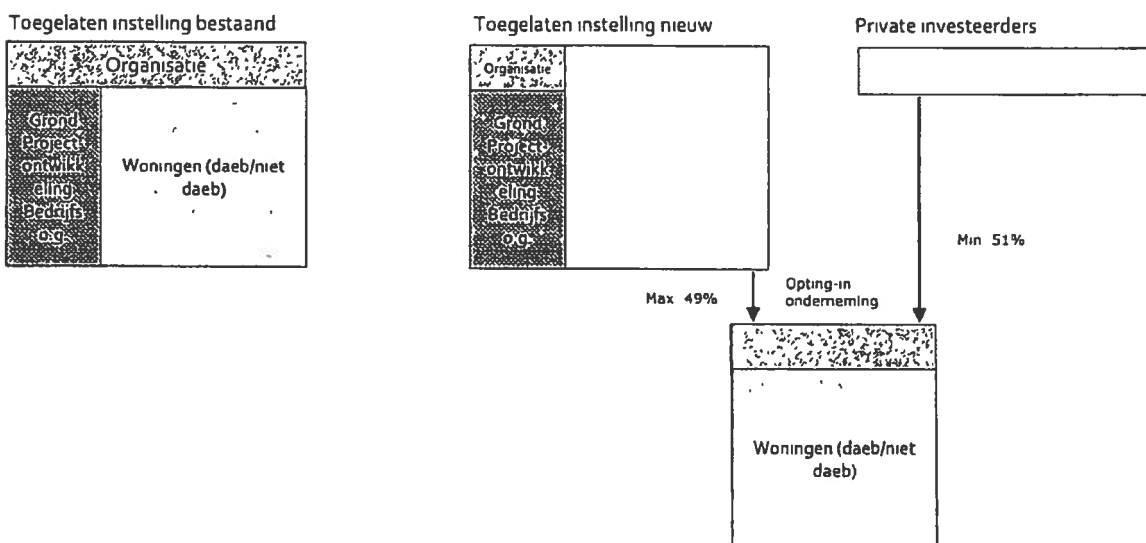 Toegelaten instelling bestaand
Organisatie
Grond
Project
ontwikk
eling
Bedrijfs
o.g.
Woningen (daeb/niet
daeb)
Toegelaten instelling nieuw
Organisatie
Grond
Project
ontwikk
eling
Bedrijfs
o.g.
Private investeerders
Min 51%
Max 49%
Opting-in
onderneming
Woningen (daeb/niet
daeb)